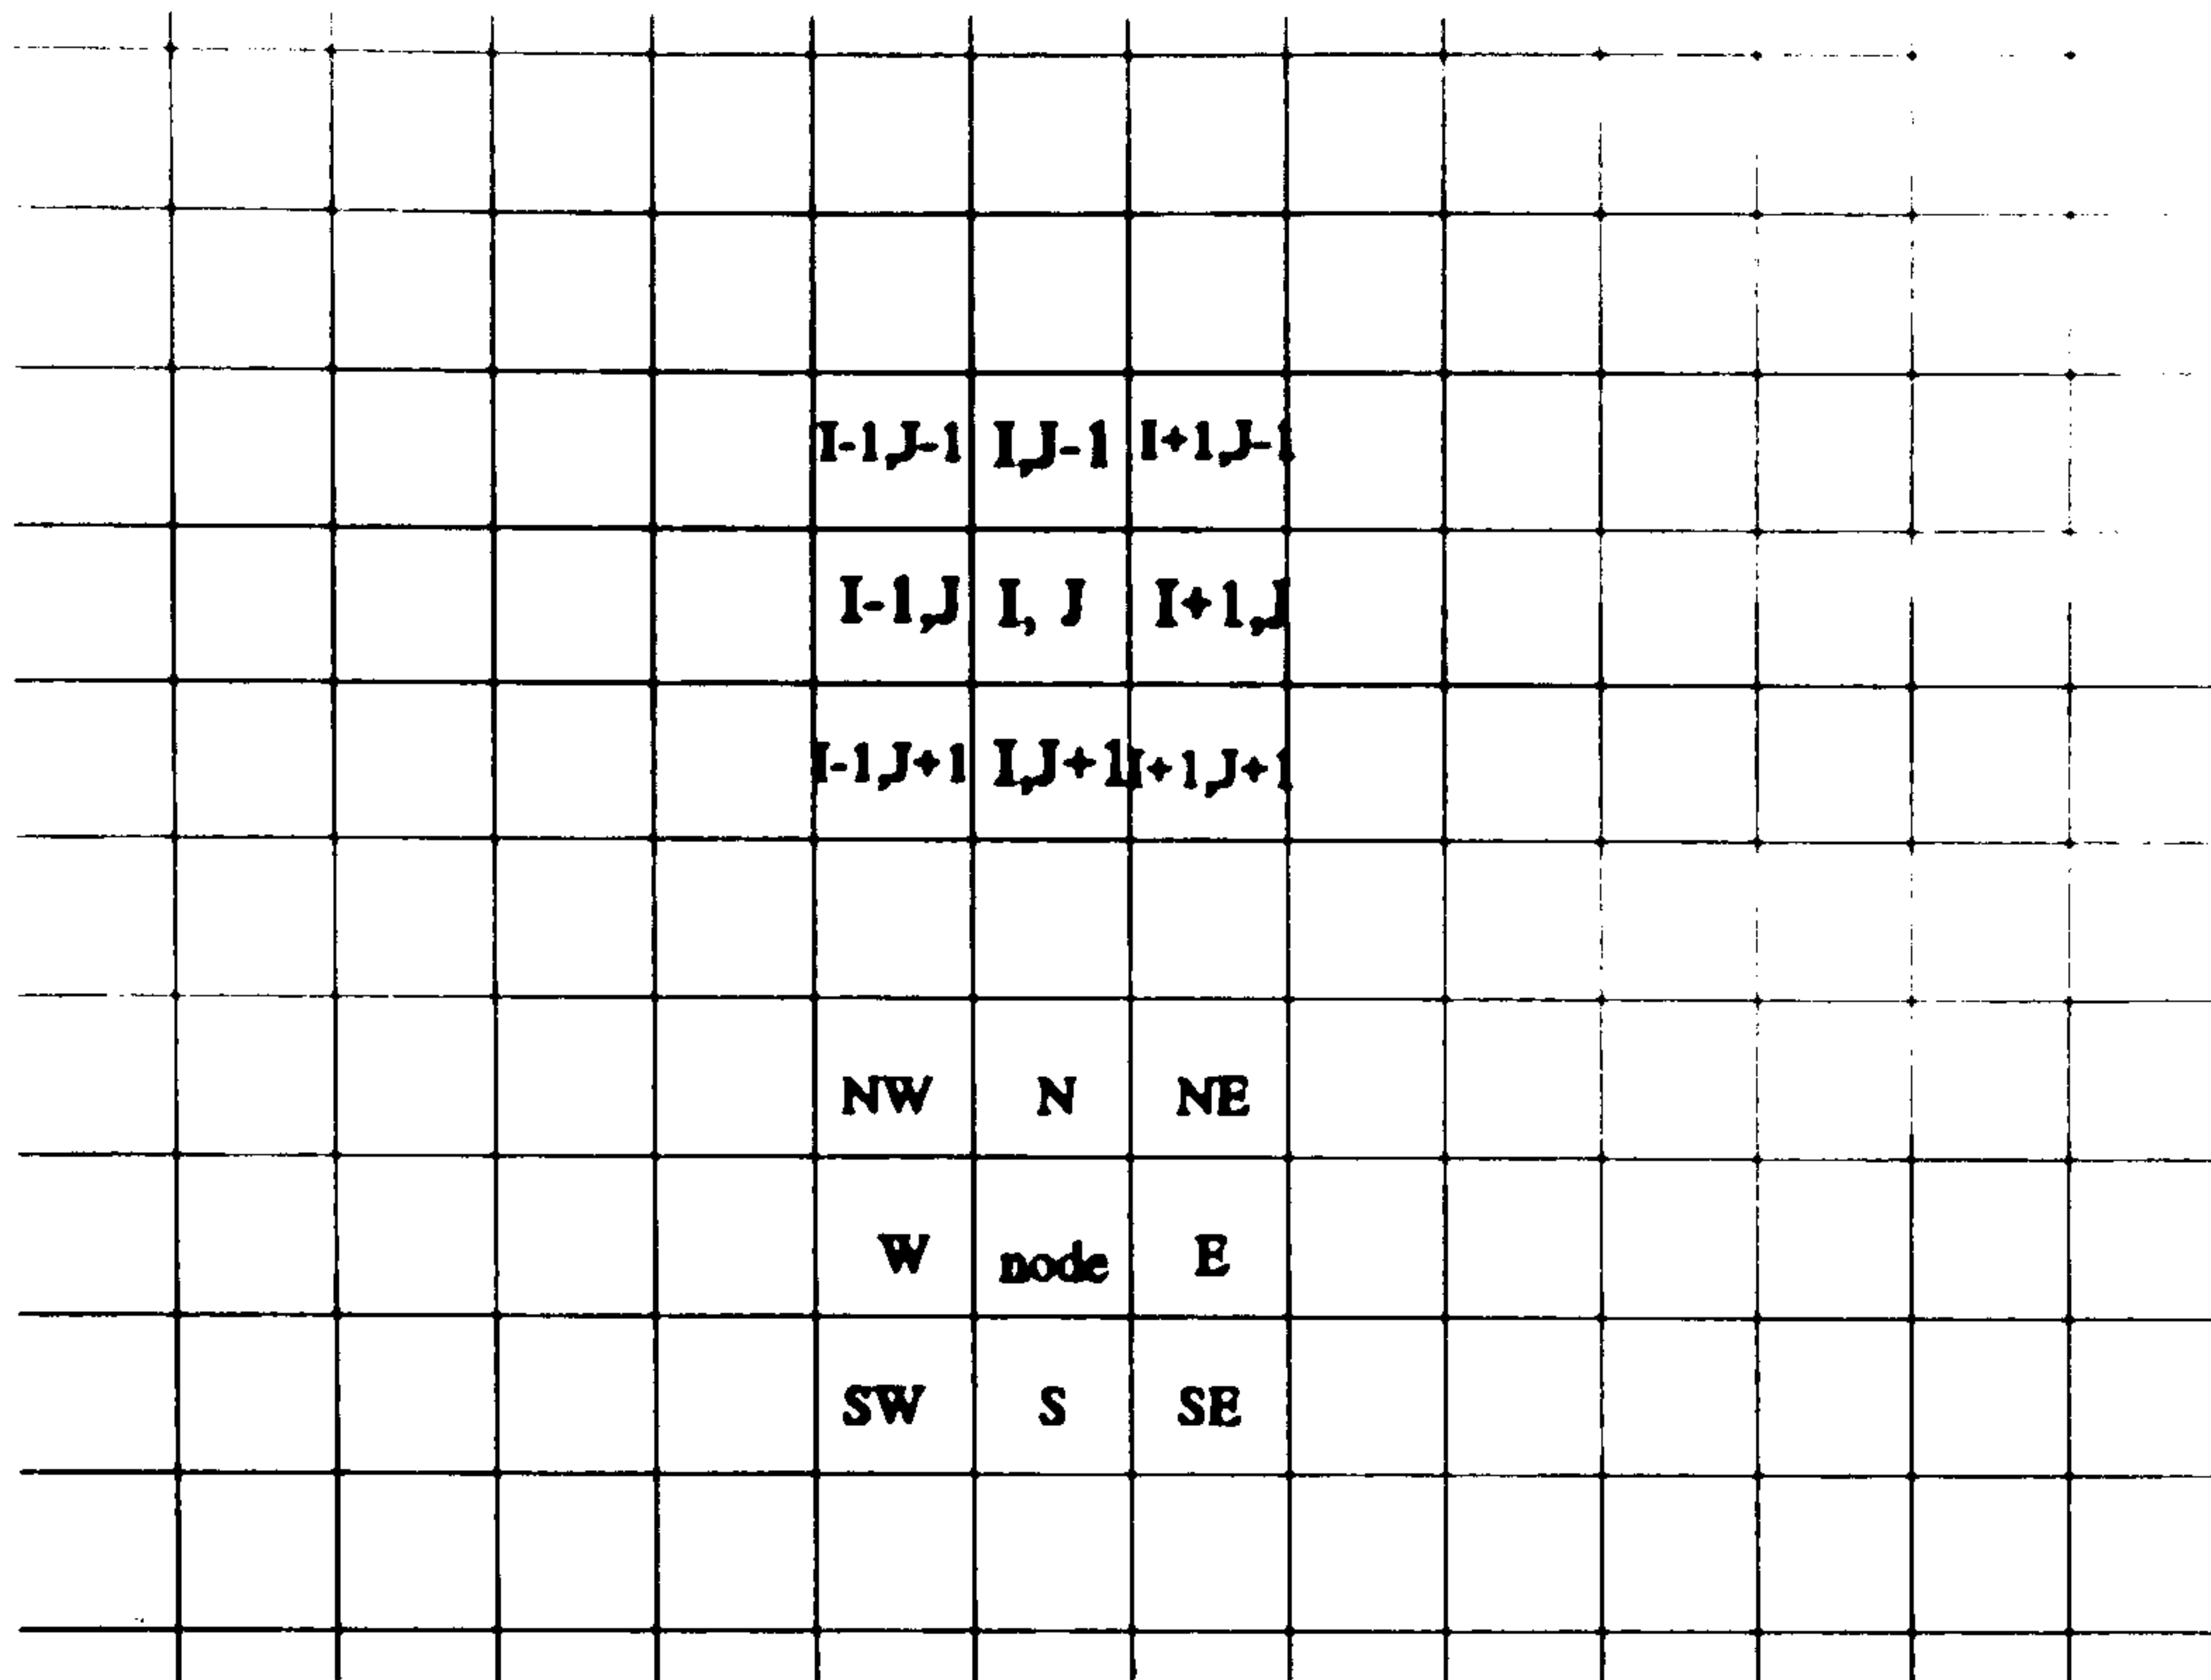 I-1,J-1 I,J-1 I+1,J-1
I-1,J I, J I+1,J
I-1,J+1 I,J+1 I+1,J+1
NW N NE
W node E
SW S SE